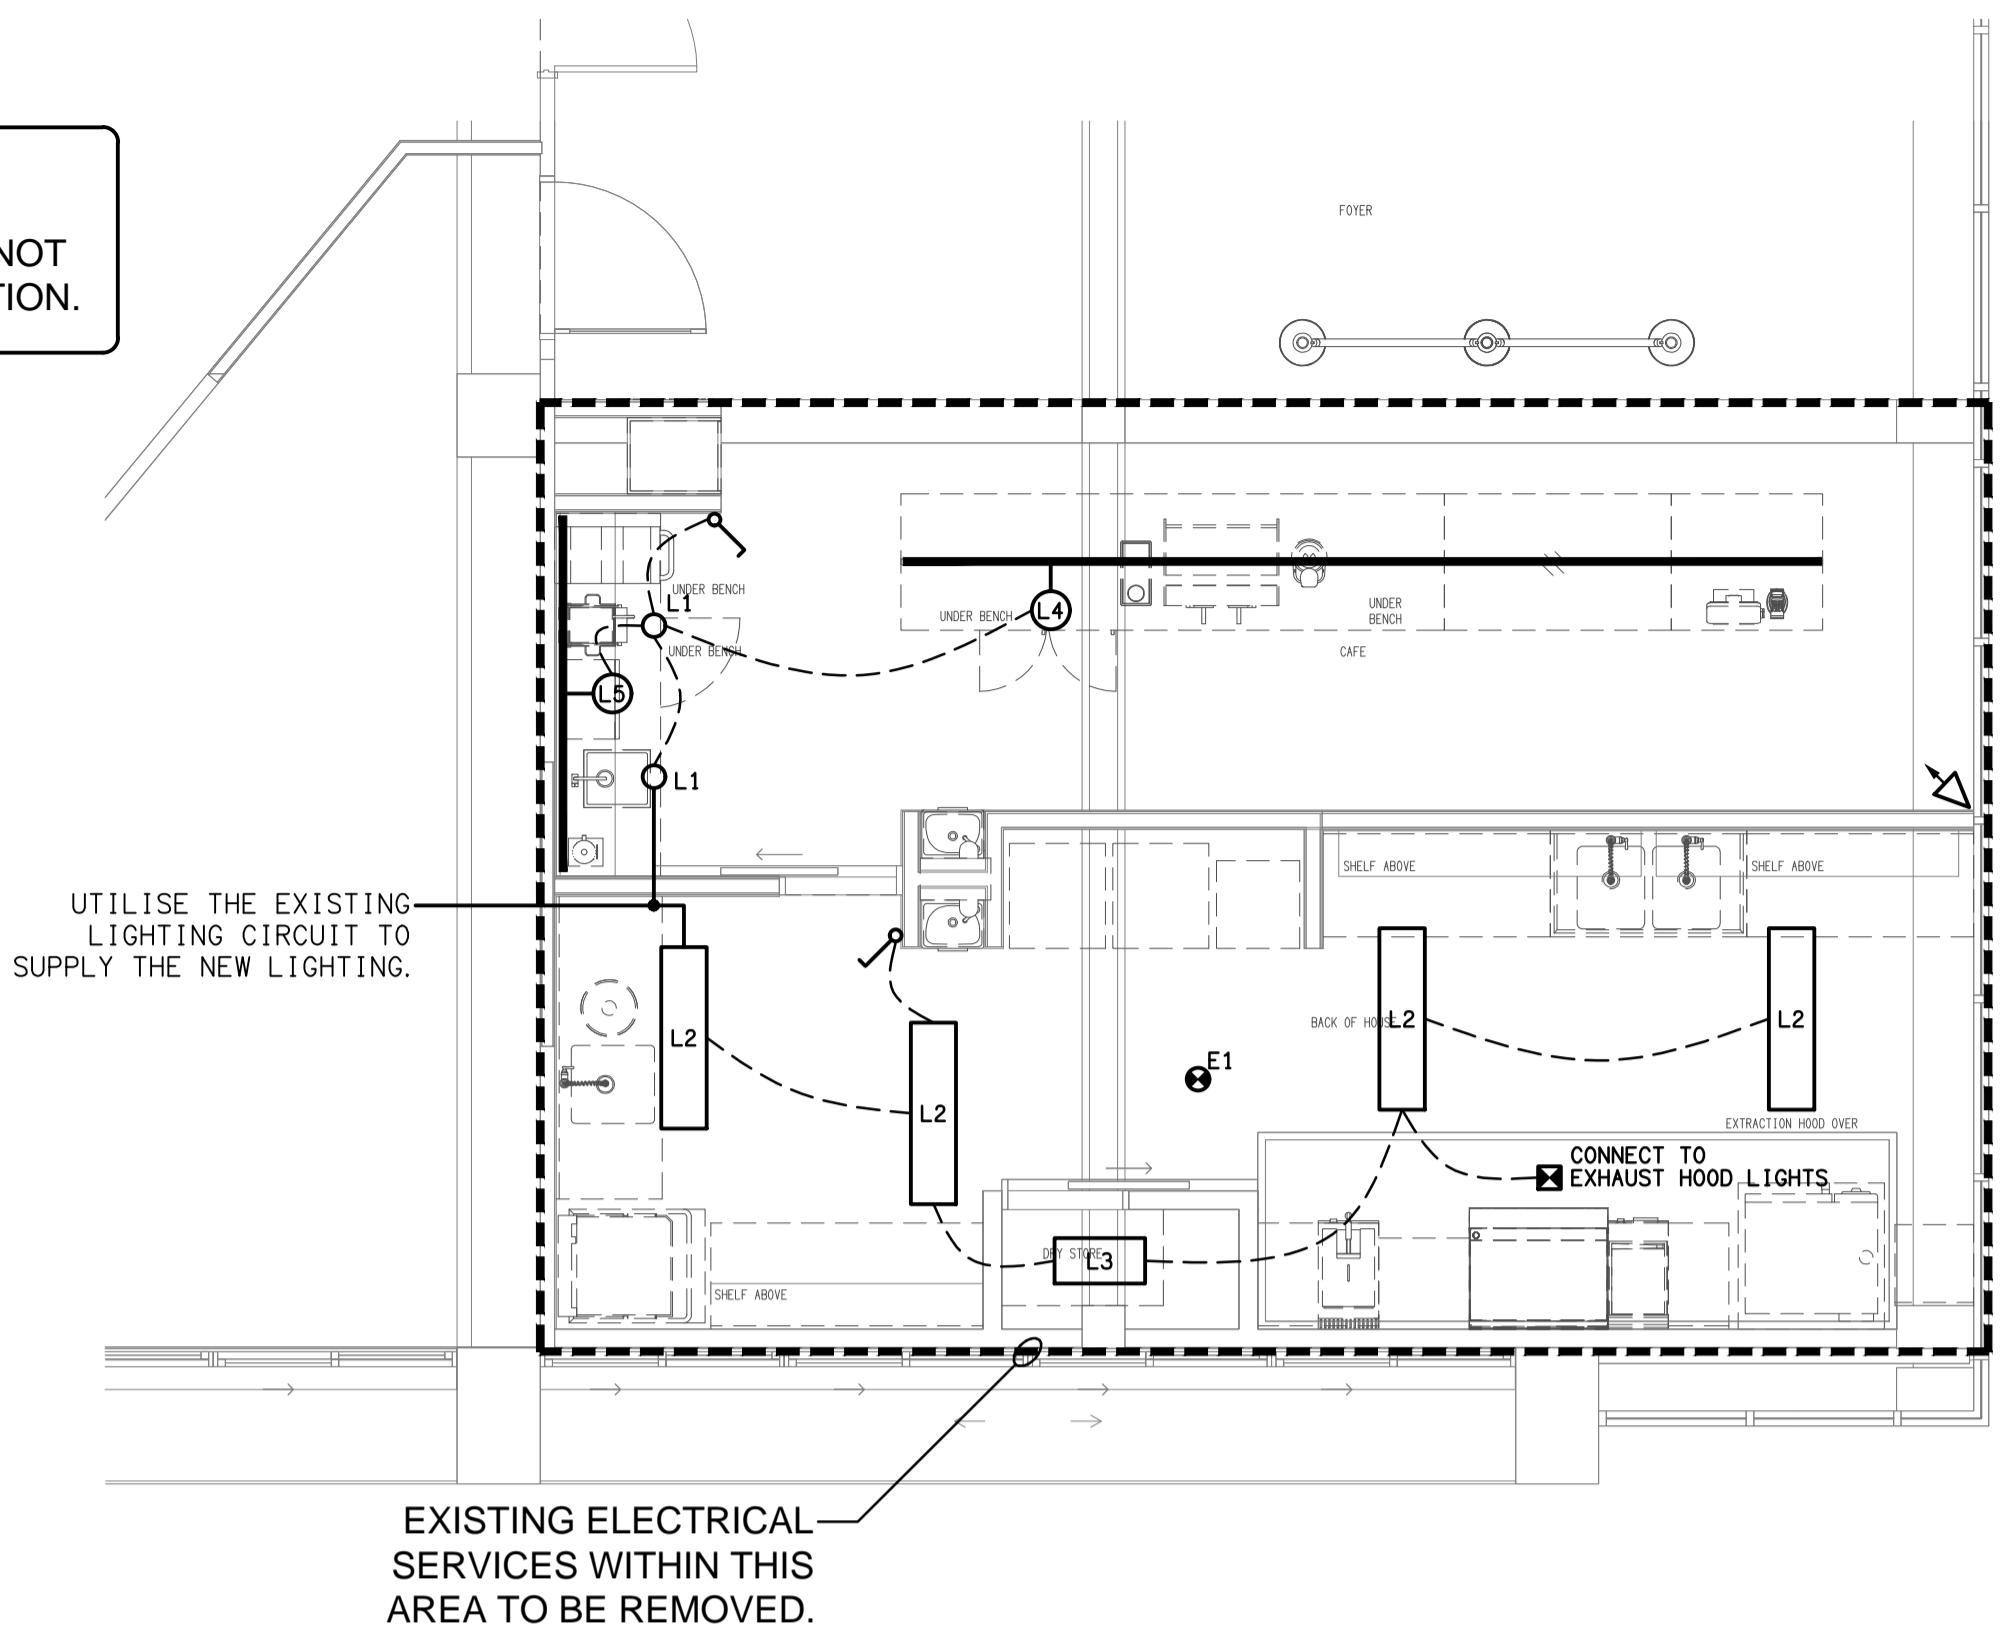 NOT
TION.
FOYER
UNDER BENCH
L1
UNDER BENCH
L5
L1
UNDER BENCH
L4
UNDER
BENCH
CAFE
UTILISE THE EXISTING
LIGHTING CIRCUIT TO
SUPPLY THE NEW LIGHTING.
SHELF ABOVE
SHELF ABOVE
L2
L2
BACK OF HOUSE
L2
L2
E1
EXTRACTION HOOD OVER
CONNECT TO
EXHAUST HOOD LIGHTS
DRY STORE
L3
SHELF ABOVE
EXISTING ELECTRICAL
SERVICES WITHIN THIS
AREA TO BE REMOVED.